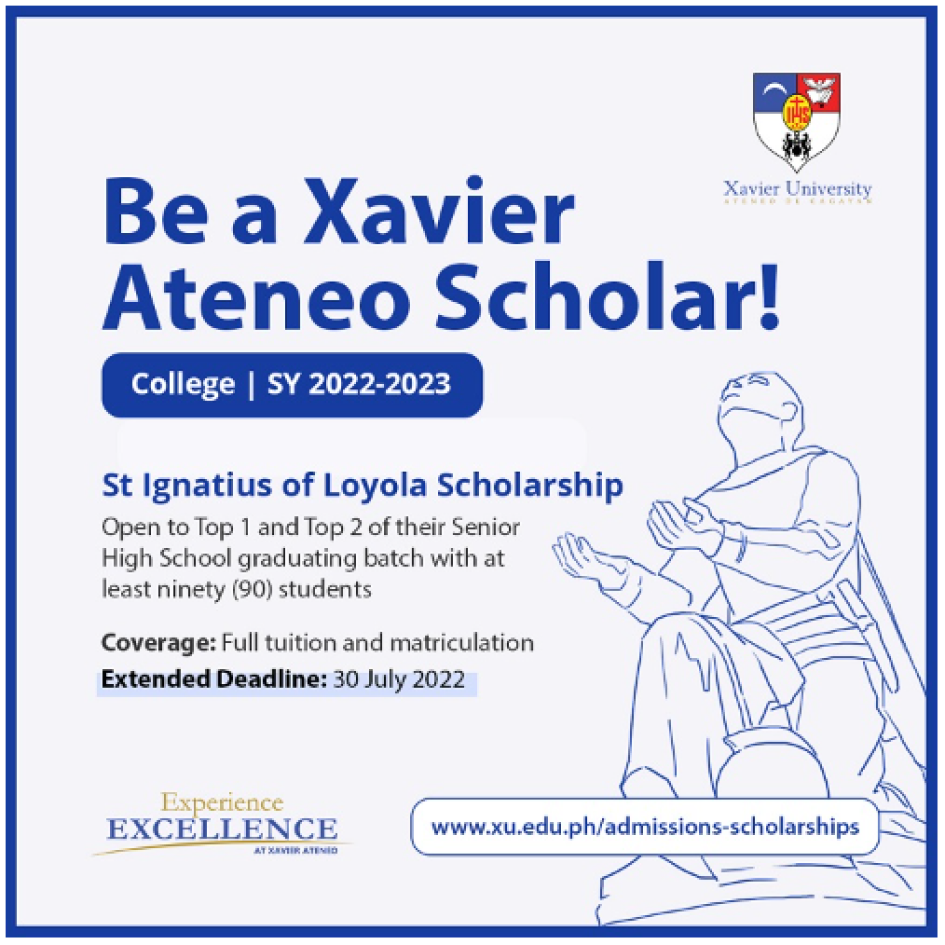 IHS
Xavier University
ATENEO DE CAGAYAN
Be a Xavier
Ateneo Scholar!
College | SY 2022-2023
St Ignatius of Loyola Scholarship
Open to Top 1 and Top 2 of their Senior
High School graduating batch with at
least ninety (90) students
Coverage: Full tuition and matriculation
Extended Deadline: 30 July 2022
Experience
EXCELLENCE
AT XAVIER ATENEO
www.xu.edu.ph/admissions-scholarships